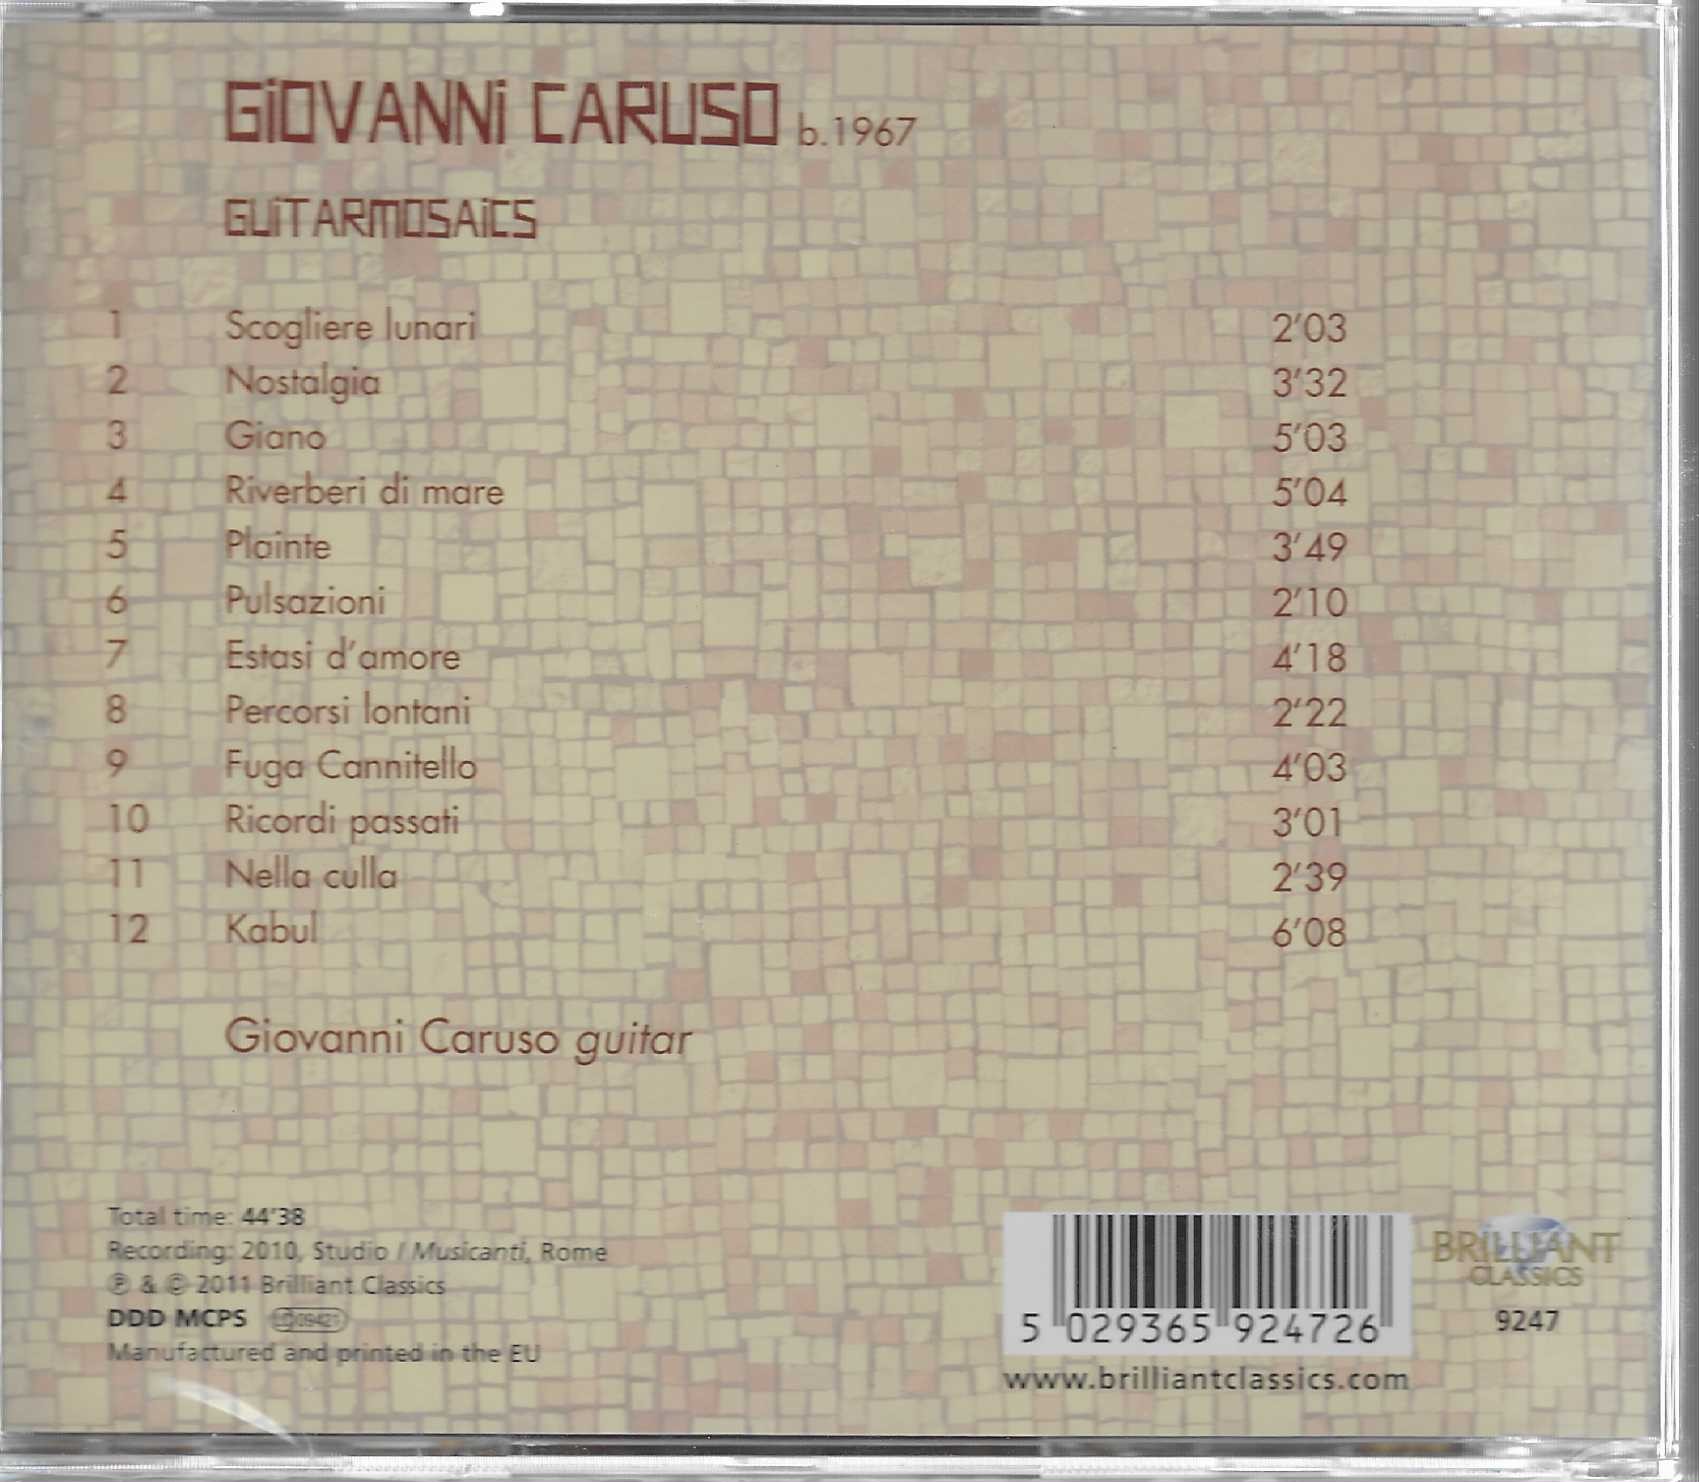 GiOVANNi CARUSO b.1967
GUiTARMOSAiCS
1 Scogliere lunari 2'03
2 Nostalgia 3'32
3 Giano 5'03
4 Riverberi di mare 5'04
5 Plainte 3'49
6 Pulsazioni 2'10
7 Estasi d'amore 4'18
8 Percorsi lontani 2'22
9 Fuga Cannitello 4'03
10 Ricordi passati 3'01
11 Nella culla 2'39
12 Kabul 6'08
Giovanni Caruso guitar
Total time: 44'38
Recording: 2010, Studio I Musicanti, Rome
℗ & © 2011 Brilliant Classics
DDD MCPS LC 09421
Manufactured and printed in the EU
5 029365 924726
www.brilliantclassics.com
BRILLIANT
CLASSICS
9247